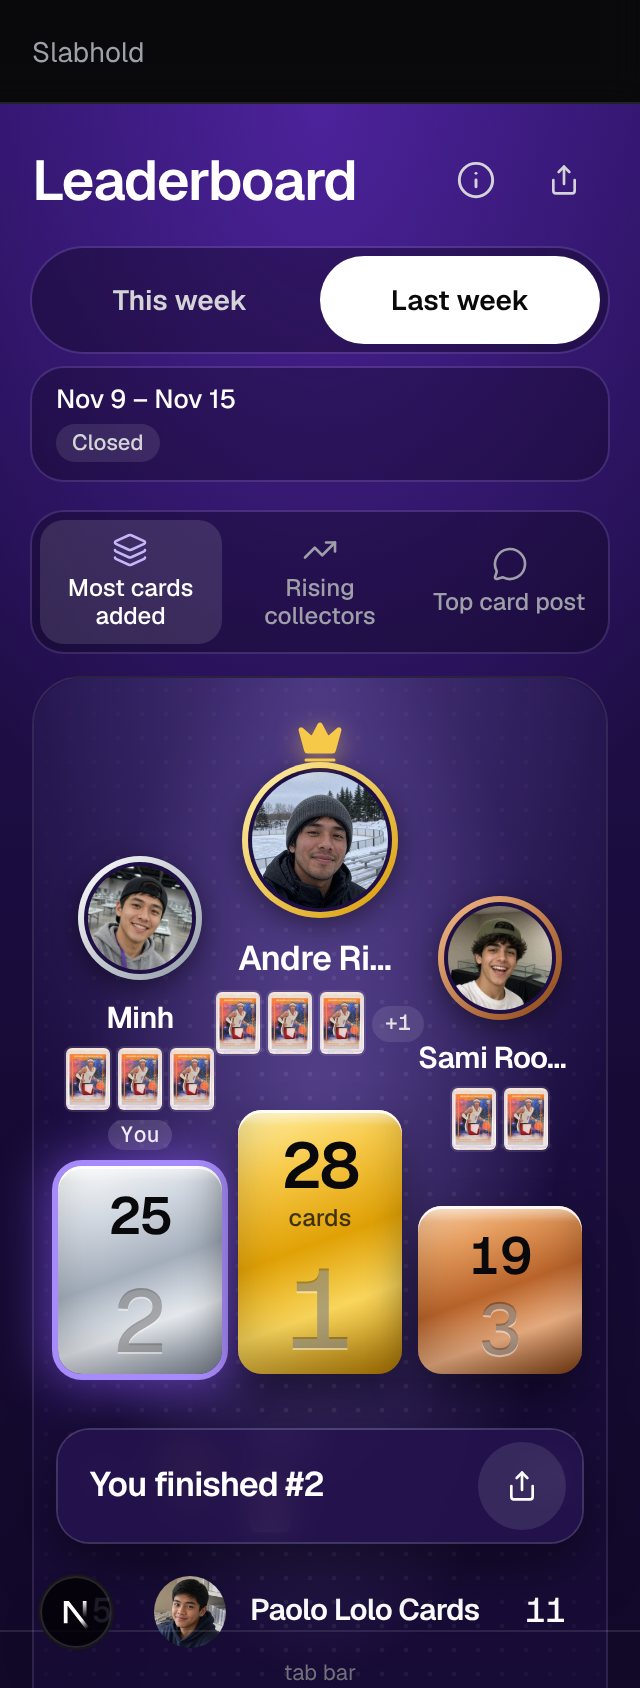 Slabhold
Leaderboard
This week
Last week
Nov 9 – Nov 15
Closed
Most cards
added
Rising
collectors
Top card post
Andre Ri...
+1
Minh
You
Sami Roo...
28
cards
1
25
2
19
3
You finished #2
N
5
Paolo Lolo Cards
11
tab bar